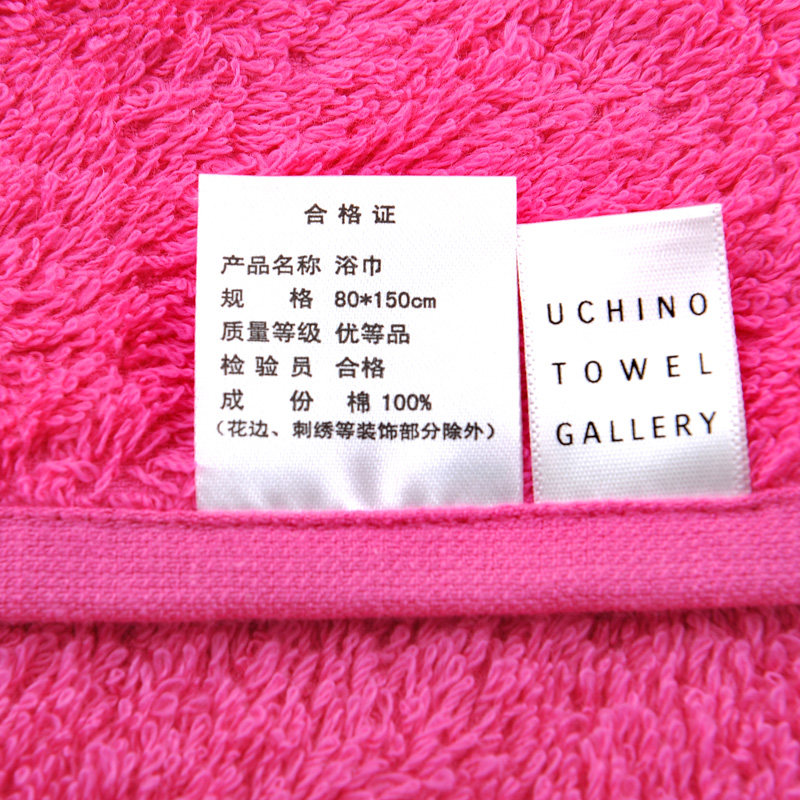 合格证
产品名称 浴巾
规 格 80*150cm
质量等级 优等品
检验员 合格
成 份 棉 100%
（花边、刺绣等装饰部分除外）
UCHINO
TOWEL
GALLERY